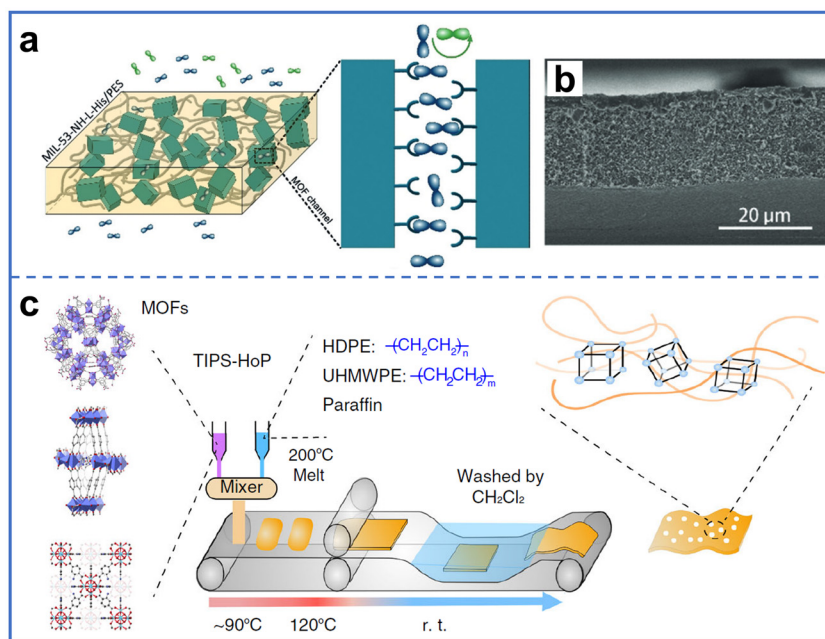 a
MIL-53-NH-L-His/PES
MOF channel
b
20 µm
c
MOFs
TIPS-HoP
HDPE: -(CH₂CH₂)-n
UHMWPE: -(CH₂CH₂)-m
Paraffin
200°C
Melt
Mixer
Washed by
CH₂Cl₂
~90°C 120°C r. t.